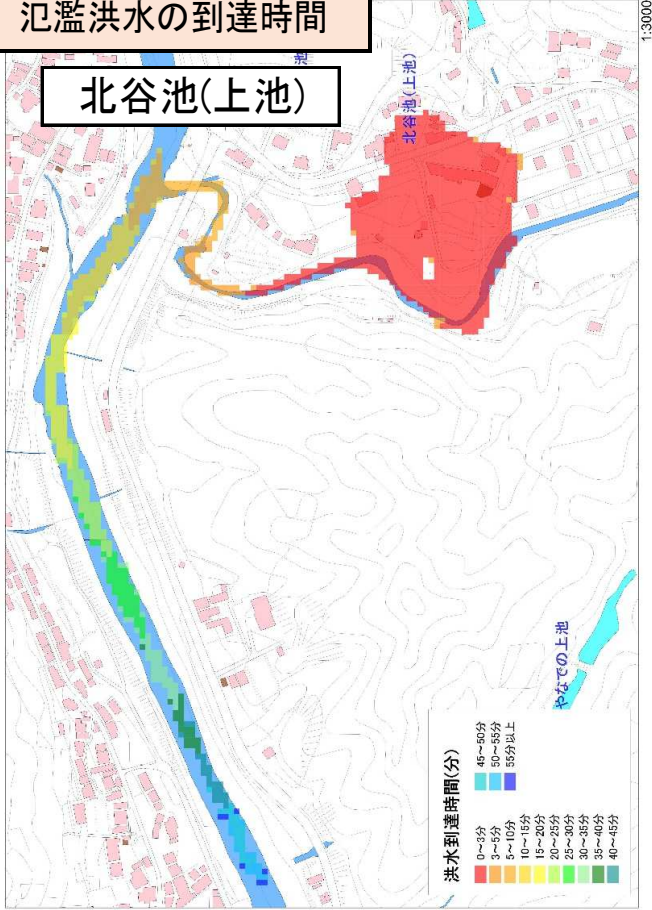 氾濫洪水の到達時間
北谷池(上池)
池
北谷池(上池)
やなでの上池
洪水到達時間(分)
0~3分
3~5分
5~10分
10~15分
15~20分
20~25分
25~30分
30~35分
35~40分
40~45分
45~50分
50~55分
55分以上
1:3000